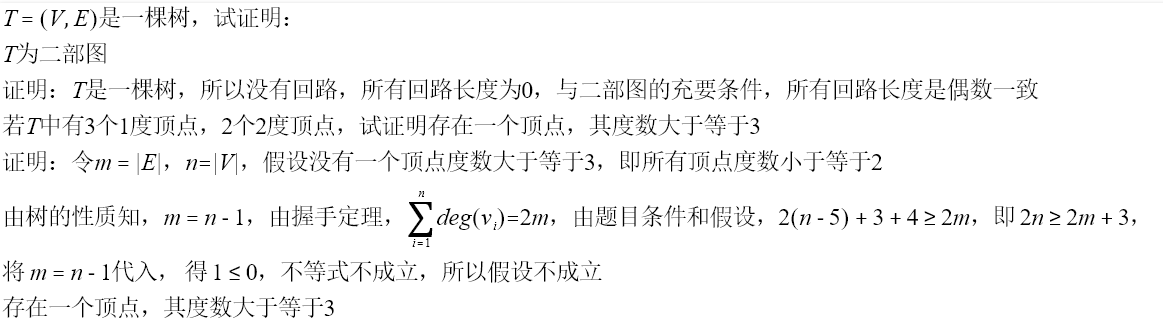 T = (V, E)是一棵树，试证明：
T为二部图
证明：T是一棵树，所以没有回路，所有回路长度为0，与二部图的充要条件，所有回路长度是偶数一致
若T中有3个1度顶点，2个2度顶点，试证明存在一个顶点，其度数大于等于3
证明：令m = |E|，n=|V|，假设没有一个顶点度数大于等于3，即所有顶点度数小于等于2
由树的性质知，m = n - 1，由握手定理，∑_{i=1}^{n} deg(v_i)=2m，由题目条件和假设，2(n - 5) + 3 + 4 ≥ 2m，即 2n ≥ 2m + 3，
将 m = n - 1代入， 得 1 ≤ 0，不等式不成立，所以假设不成立
存在一个顶点，其度数大于等于3